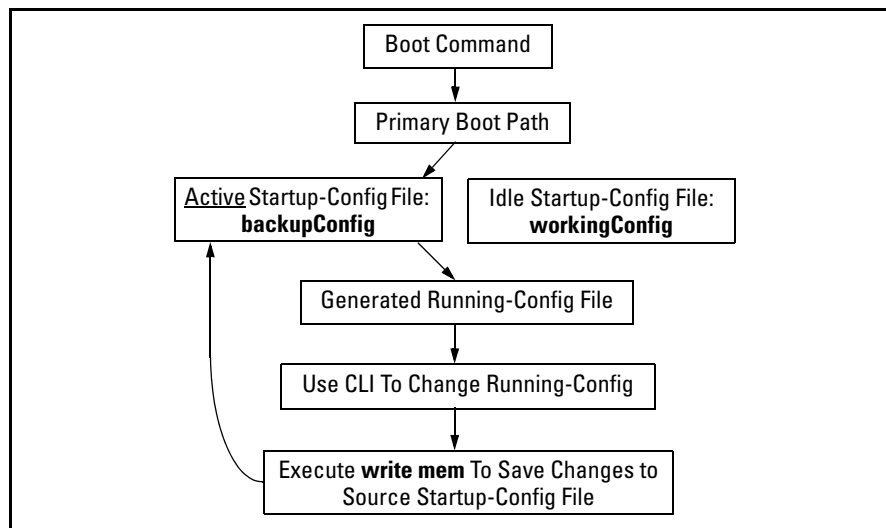 Boot Command
Primary Boot Path
Active Startup-Config File:
backupConfig
Idle Startup-Config File:
workingConfig
Generated Running-Config File
Use CLI To Change Running-Config
Execute write mem To Save Changes to
Source Startup-Config File